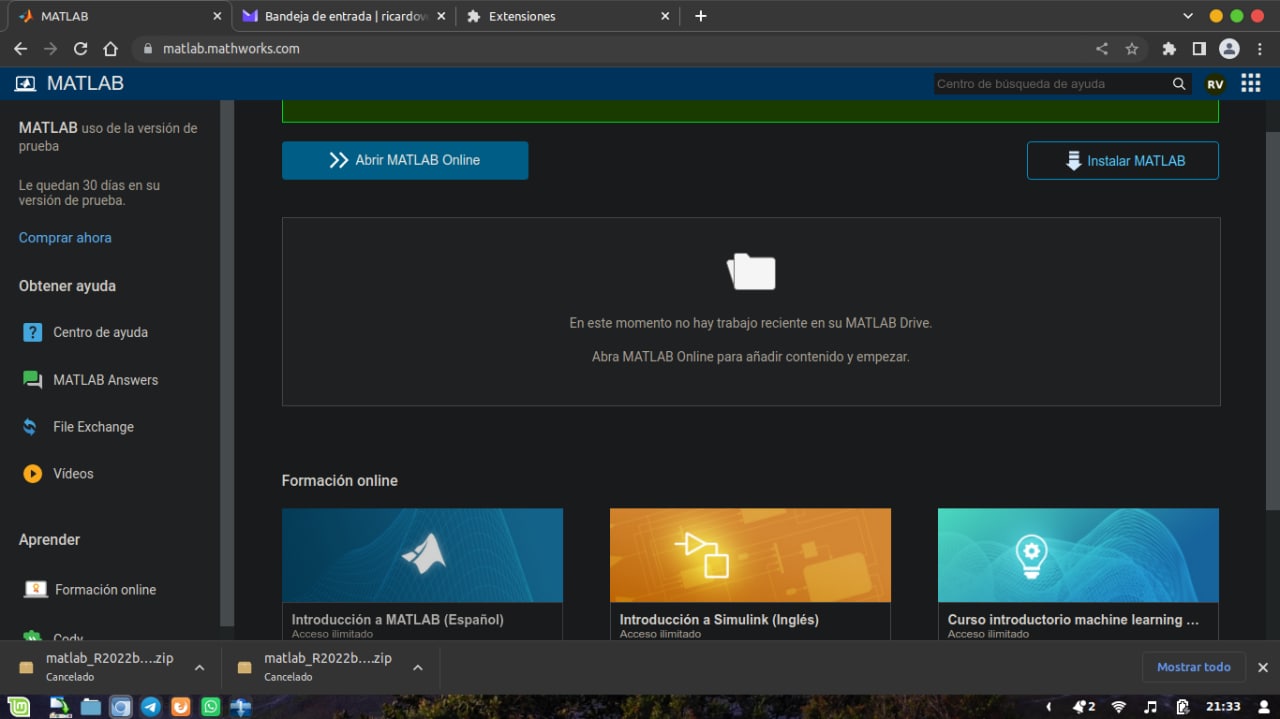 MATLAB
Bandeja de entrada | ricardow
Extensiones
matlab.mathworks.com
MATLAB
Centro de búsqueda de ayuda
RV
MATLAB uso de la versión de
prueba
Le quedan 30 días en su
versión de prueba.
Comprar ahora
Obtener ayuda
Centro de ayuda
MATLAB Answers
File Exchange
Vídeos
Aprender
Formación online
Cody
Abrir MATLAB Online
Instalar MATLAB
En este momento no hay trabajo reciente en su MATLAB Drive.
Abra MATLAB Online para añadir contenido y empezar.
Formación online
Introducción a MATLAB (Español)
Acceso ilimitado
Introducción a Simulink (Inglés)
Acceso ilimitado
Curso introductorio machine learning ...
Acceso ilimitado
matlab_R2022b....zip
Cancelado
matlab_R2022b....zip
Cancelado
Mostrar todo
2
21:33